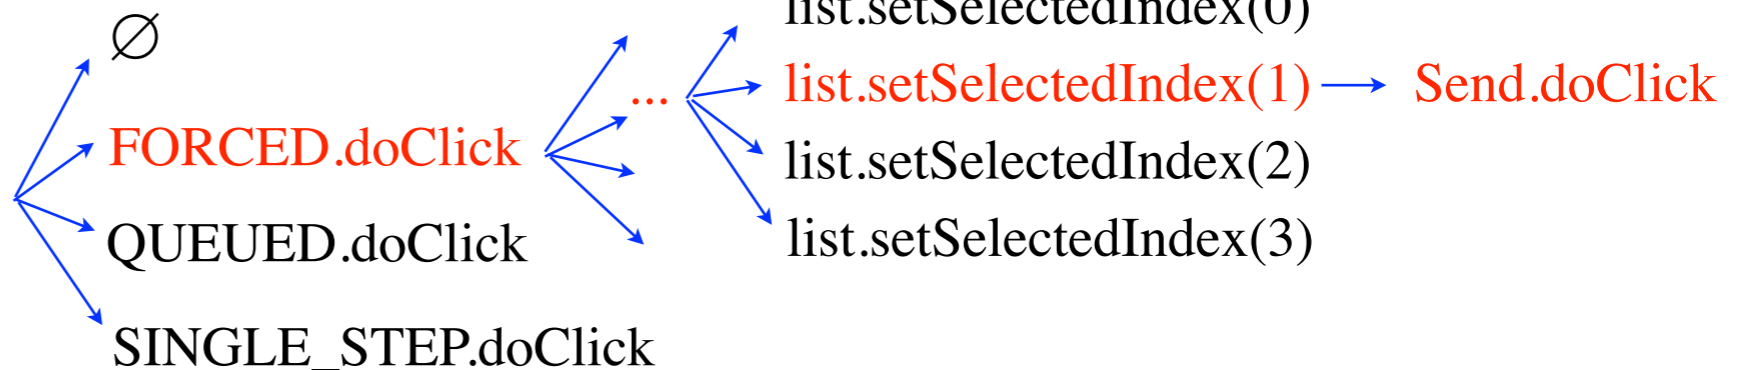 ∅
FORCED.doClick
QUEUED.doClick
SINGLE_STEP.doClick
...
list.setSelectedIndex(0)
list.setSelectedIndex(1)
list.setSelectedIndex(2)
list.setSelectedIndex(3)
Send.doClick